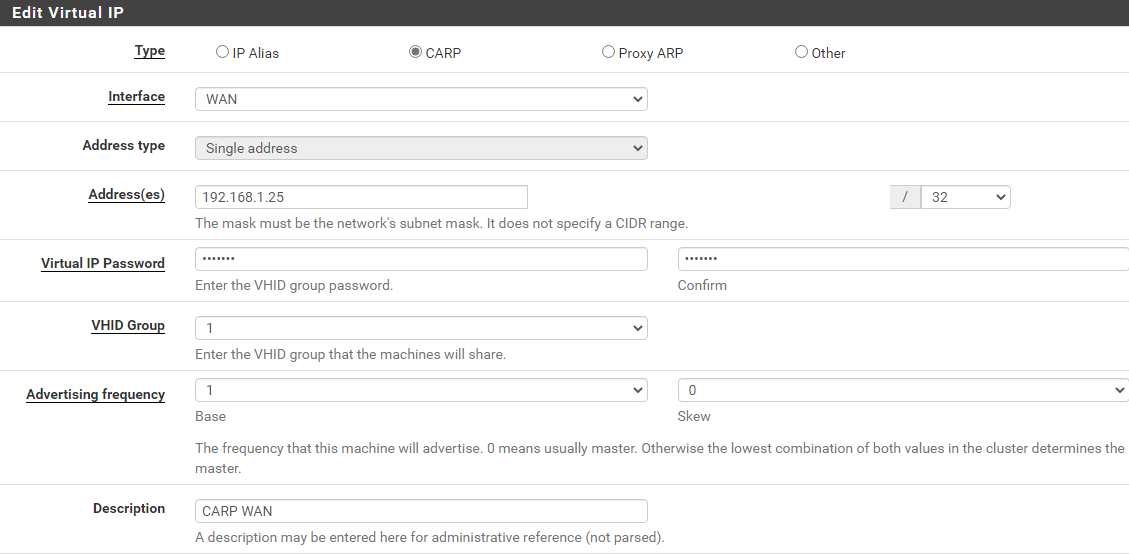 Edit Virtual IP
Type IP Alias CARP Proxy ARP Other
Interface WAN
Address type Single address
Address(es) 192.168.1.25 / 32
The mask must be the network's subnet mask. It does not specify a CIDR range.
Virtual IP Password ••••••• •••••••
Enter the VHID group password. Confirm
VHID Group 1
Enter the VHID group that the machines will share.
Advertising frequency 1 0
Base Skew
The frequency that this machine will advertise. 0 means usually master. Otherwise the lowest combination of both values in the cluster determines the
master.
Description CARP WAN
A description may be entered here for administrative reference (not parsed).